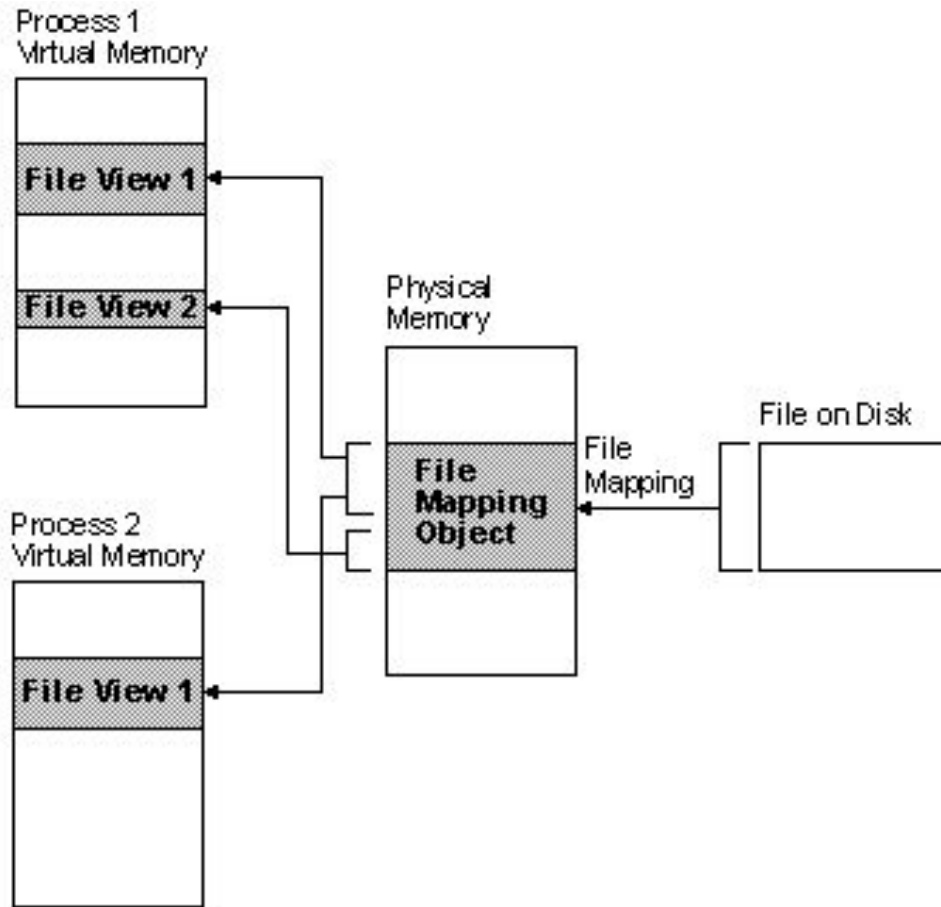 Process 1
Virtual Memory
File View 1
File View 2
Physical
Memory
File
Mapping
Object
File
Mapping
File on Disk
Process 2
Virtual Memory
File View 1